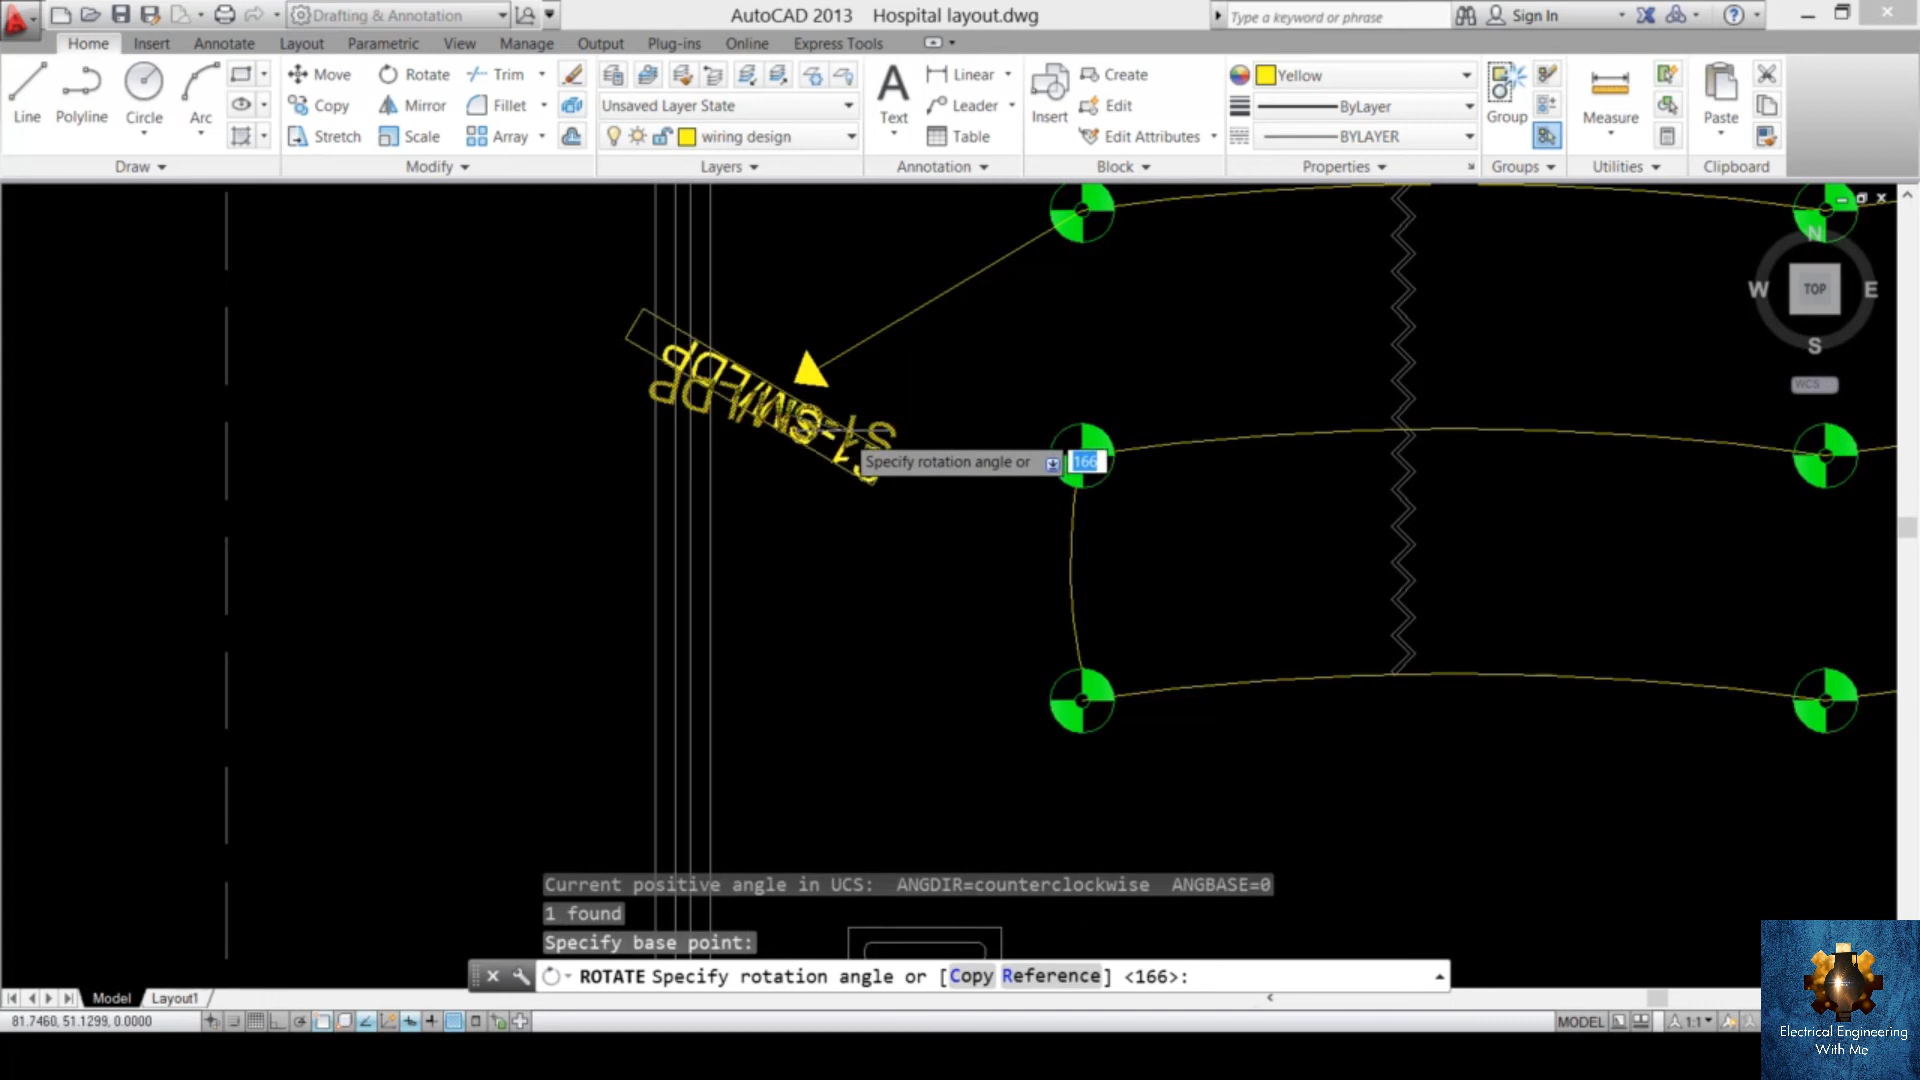 Drafting & Annotation
AutoCAD 2013 Hospital layout.dwg
Type a keyword or phrase
Sign In
Home Insert Annotate Layout Parametric View Manage Output Plug-ins Online Express Tools
Line
Polyline
Circle
Arc
Draw
Move Rotate Trim
Copy Mirror Fillet
Stretch Scale Array
Modify
Unsaved Layer State
wiring design
Layers
Text
Linear
Leader
Table
Annotation
Insert
Create
Edit
Edit Attributes
Block
Yellow
ByLayer
BYLAYER
Properties
Group
Groups
Measure
Utilities
Paste
Clipboard
N
W TOP E
S
WCS
Specify rotation angle or 166
Current positive angle in UCS: ANGDIR=counterclockwise ANGBASE=0
1 found
Specify base point:
ROTATE Specify rotation angle or [Copy Reference] <166>:
Model Layout1
81.7460, 51.1299, 0.0000
MODEL
1:1
Electrical Engineering
With Me